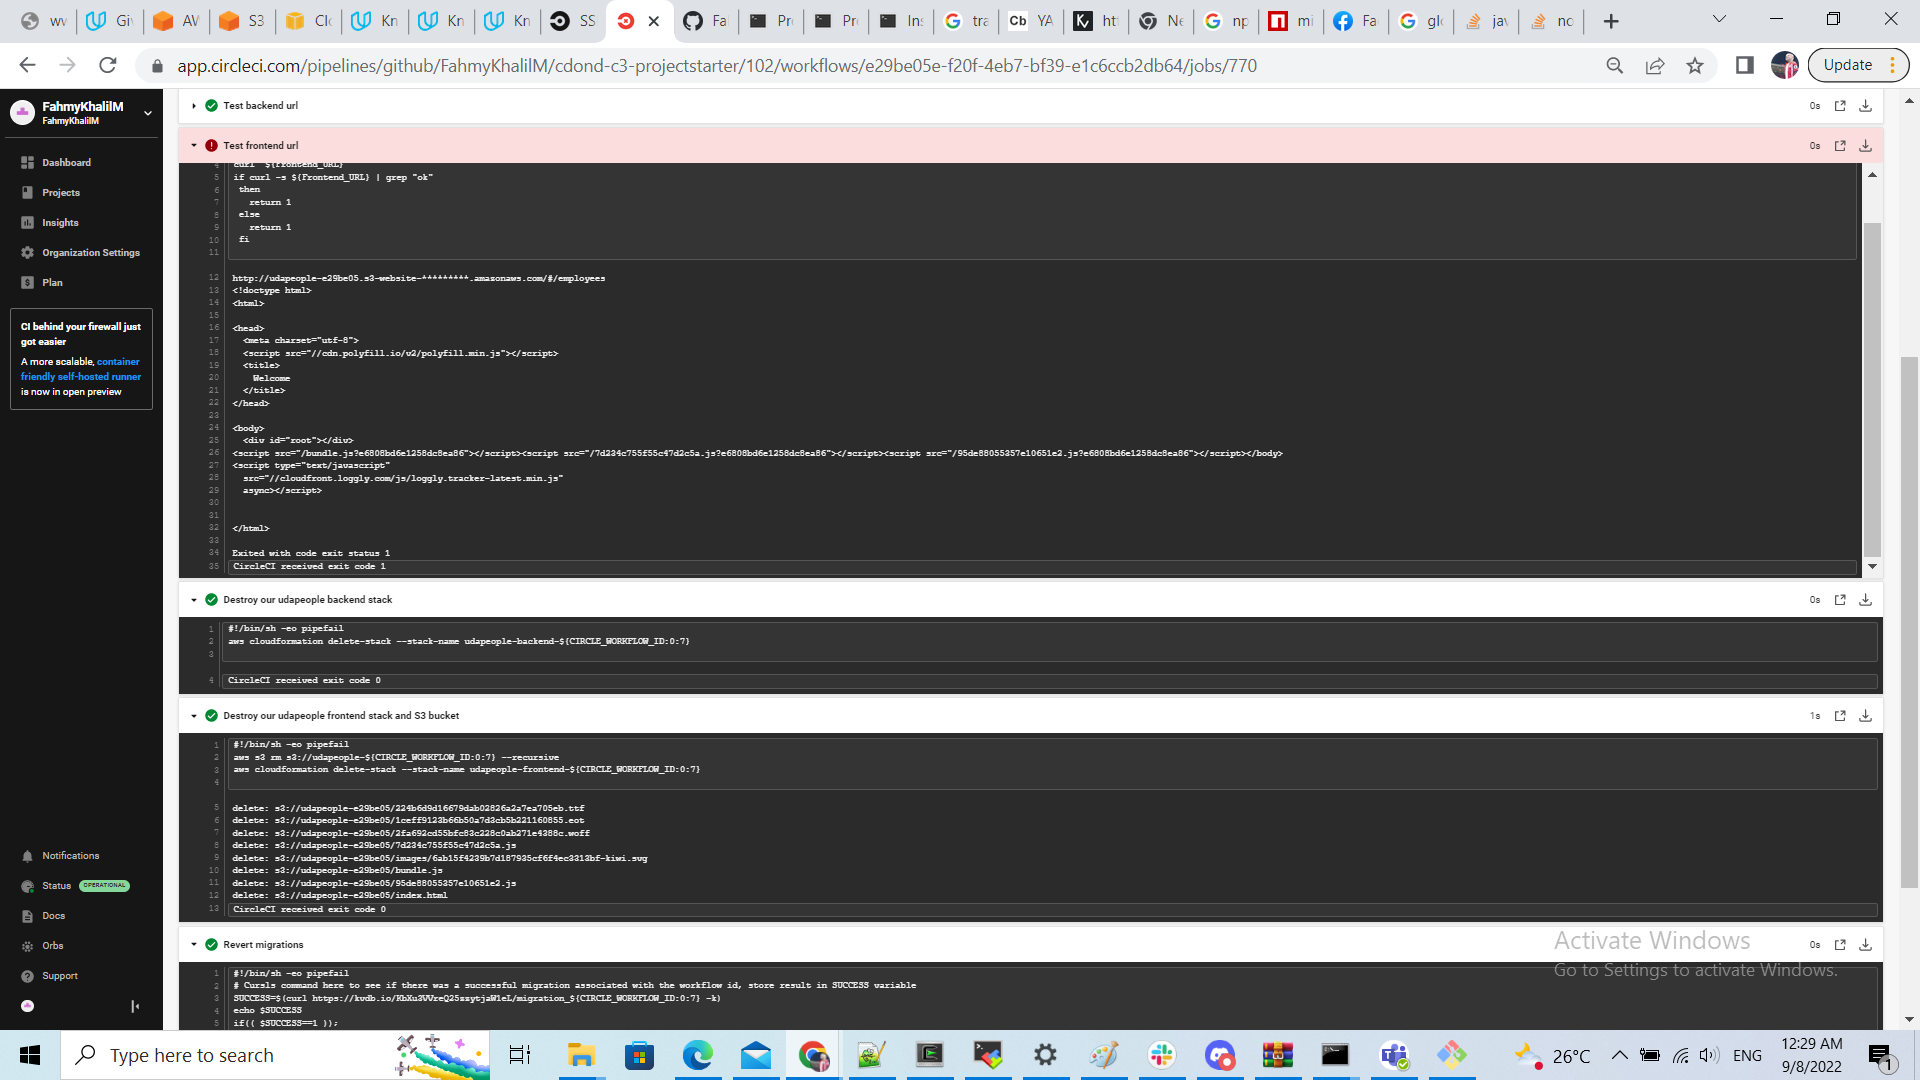 wv
Giv
AV
S3
Clo
Kn
Kn
Kn
SS
Fal
Pro
Pro
Ins
tra
Cb YA
htt
Ne
np
mi
Fa
glo
jav
no
app.circleci.com/pipelines/github/FahmyKhalilM/cdond-c3-projectstarter/102/workflows/e29be05e-f20f-4eb7-bf39-e1c6ccb2db64/jobs/770
Update
FahmyKhalilM
FahmyKhalilM
Dashboard
Projects
Insights
Organization Settings
Plan
CI behind your firewall just
got easier
A more scalable, container
friendly self-hosted runner
is now in open preview
Notifications
Status OPERATIONAL
Docs
Orbs
Support
Test backend url 0s
Test frontend url 0s
4 curl ${Frontend_URL}
5 if curl -s ${Frontend_URL} | grep "ok"
6 then
7 return 1
8 else
9 return 1
10 fi
11
12 http://udapeople-e29be05.s3-website-*********.amazonaws.com/#/employees
13 <!doctype html>
14 <html>
15
16 <head>
17 <meta charset="utf-8">
18 <script src="//cdn.polyfill.io/v2/polyfill.min.js"></script>
19 <title>
20 Welcome
21 </title>
22 </head>
23
24 <body>
25 <div id="root"></div>
26 <script src="/bundle.js?e6808bd6e1258dc8ea86"></script><script src="/7d234c755f55c47d2c5a.js?e6808bd6e1258dc8ea86"></script><script src="/95de88055357e10651e2.js?e6808bd6e1258dc8ea86"></script></body>
27 <script type="text/javascript"
28 src="//cloudfront.loggly.com/js/loggly.tracker-latest.min.js"
29 async></script>
30
31
32 </html>
33
34 Exited with code exit status 1
35 CircleCI received exit code 1
Destroy our udapeople backend stack 0s
1 #!/bin/sh -eo pipefail
2 aws cloudformation delete-stack --stack-name udapeople-backend-${CIRCLE_WORKFLOW_ID:0:7}
3
4 CircleCI received exit code 0
Destroy our udapeople frontend stack and S3 bucket 1s
1 #!/bin/sh -eo pipefail
2 aws s3 rm s3://udapeople-${CIRCLE_WORKFLOW_ID:0:7} --recursive
3 aws cloudformation delete-stack --stack-name udapeople-frontend-${CIRCLE_WORKFLOW_ID:0:7}
4
5 delete: s3://udapeople-e29be05/224b6d9d16679dab02826a2a7ea705eb.ttf
6 delete: s3://udapeople-e29be05/1ceff9123b66b50a7d3cb5b221160855.eot
7 delete: s3://udapeople-e29be05/2fa692cd55bfc83c228c0ab271e4388c.woff
8 delete: s3://udapeople-e29be05/7d234c755f55c47d2c5a.js
9 delete: s3://udapeople-e29be05/images/6ab15f4239b7d187935cf6f4ec3313bf-kiwi.svg
10 delete: s3://udapeople-e29be05/bundle.js
11 delete: s3://udapeople-e29be05/95de88055357e10651e2.js
12 delete: s3://udapeople-e29be05/index.html
13 CircleCI received exit code 0
Revert migrations 0s
1 #!/bin/sh -eo pipefail
2 # Cursls command here to see if there was a successful migration associated with the workflow id, store result in SUCCESS variable
3 SUCCESS=$(curl https://kvdb.io/KbXu3VVreQ25szytjaW1eL/migration_${CIRCLE_WORKFLOW_ID:0:7} -k)
4 echo $SUCCESS
5 if(( $SUCCESS==1 ));
Activate Windows
Go to Settings to activate Windows.
Type here to search
26°C
ENG
12:29 AM
9/8/2022
1